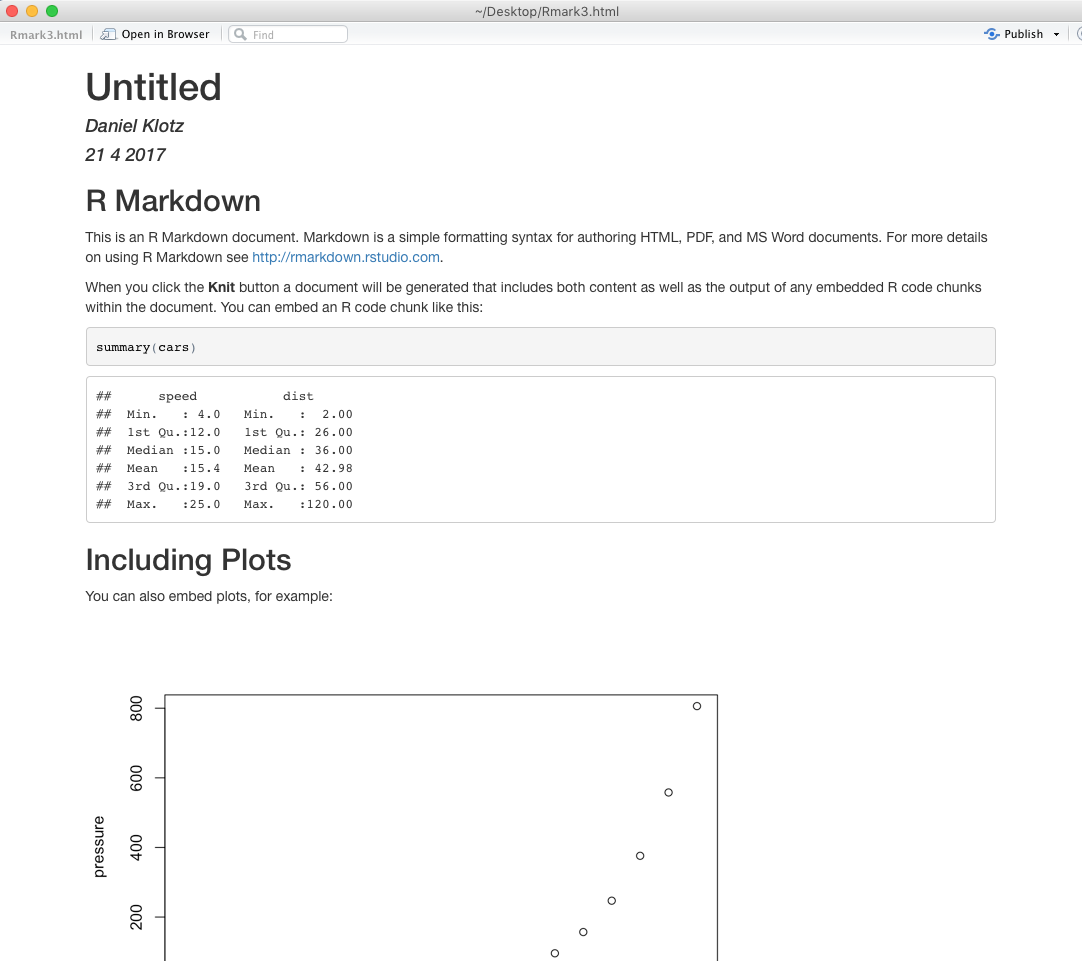 ~/Desktop/Rmark3.html
Rmark3.html Open in Browser Find Publish
Untitled
Daniel Klotz
21 4 2017
R Markdown
This is an R Markdown document. Markdown is a simple formatting syntax for authoring HTML, PDF, and MS Word documents. For more details
on using R Markdown see http://rmarkdown.rstudio.com.
When you click the Knit button a document will be generated that includes both content as well as the output of any embedded R code chunks
within the document. You can embed an R code chunk like this:
summary(cars)
##      speed           dist
##  Min.   : 4.0   Min.   :  2.00
##  1st Qu.:12.0   1st Qu.: 26.00
##  Median :15.0   Median : 36.00
##  Mean   :15.4   Mean   : 42.98
##  3rd Qu.:19.0   3rd Qu.: 56.00
##  Max.   :25.0   Max.   :120.00
Including Plots
You can also embed plots, for example:
800
600
400
200
pressure